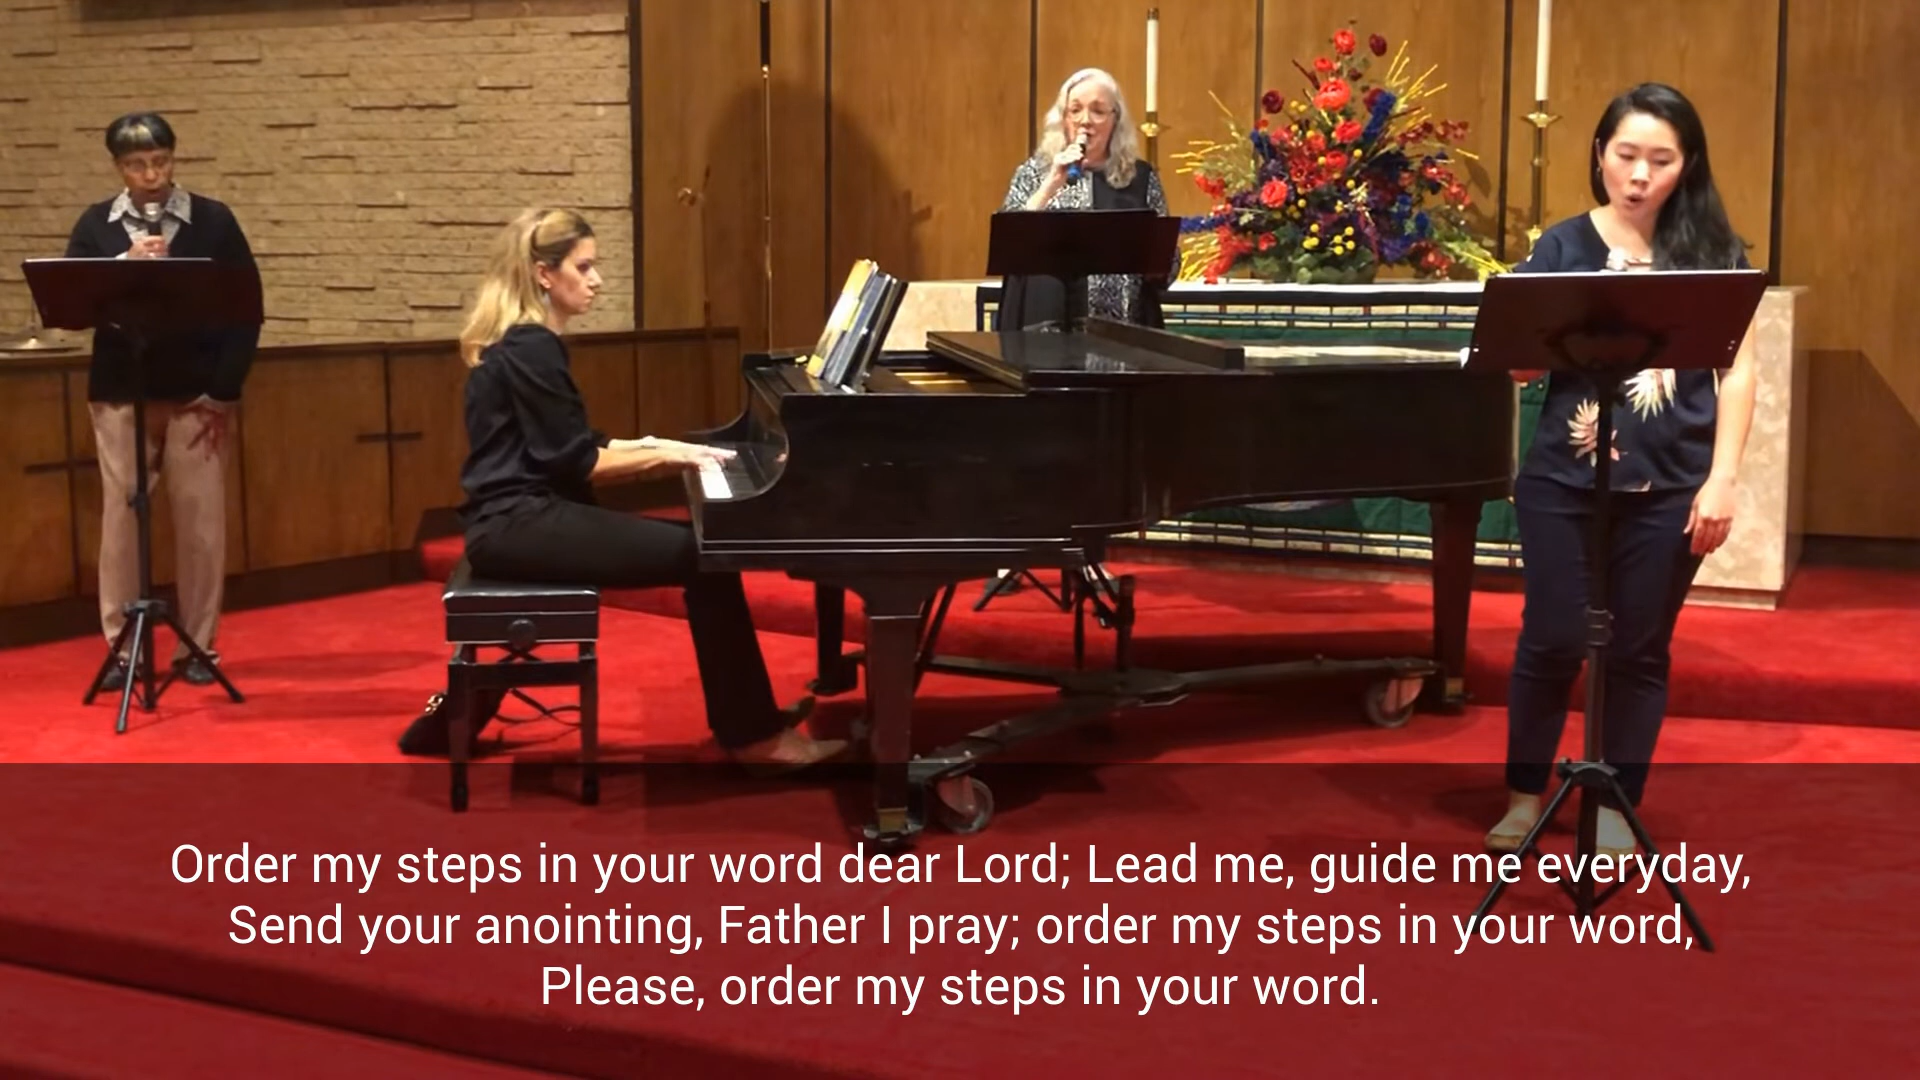 Order my steps in your word dear Lord; Lead me, guide me everyday,
Send your anointing, Father I pray; order my steps in your word,
Please, order my steps in your word.